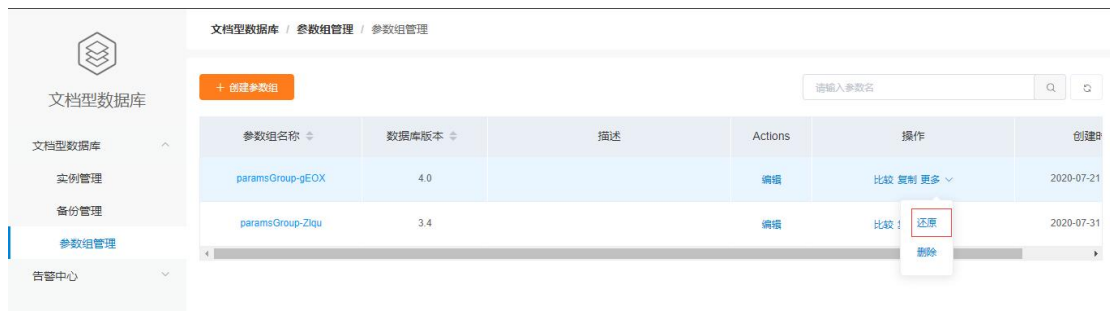 文档型数据库 / 参数组管理 / 参数组管理
文档型数据库
+ 创建参数组
请输入参数名
参数组名称 数据库版本 描述 Actions 操作
文档型数据库
实例管理
paramsGroup-gEOX 4.0 编辑 比较 复制 更多 2020-07-21
备份管理
paramsGroup-Zlqu 3.4 编辑 比较 2020-07-31
还原
参数组管理
删除
告警中心